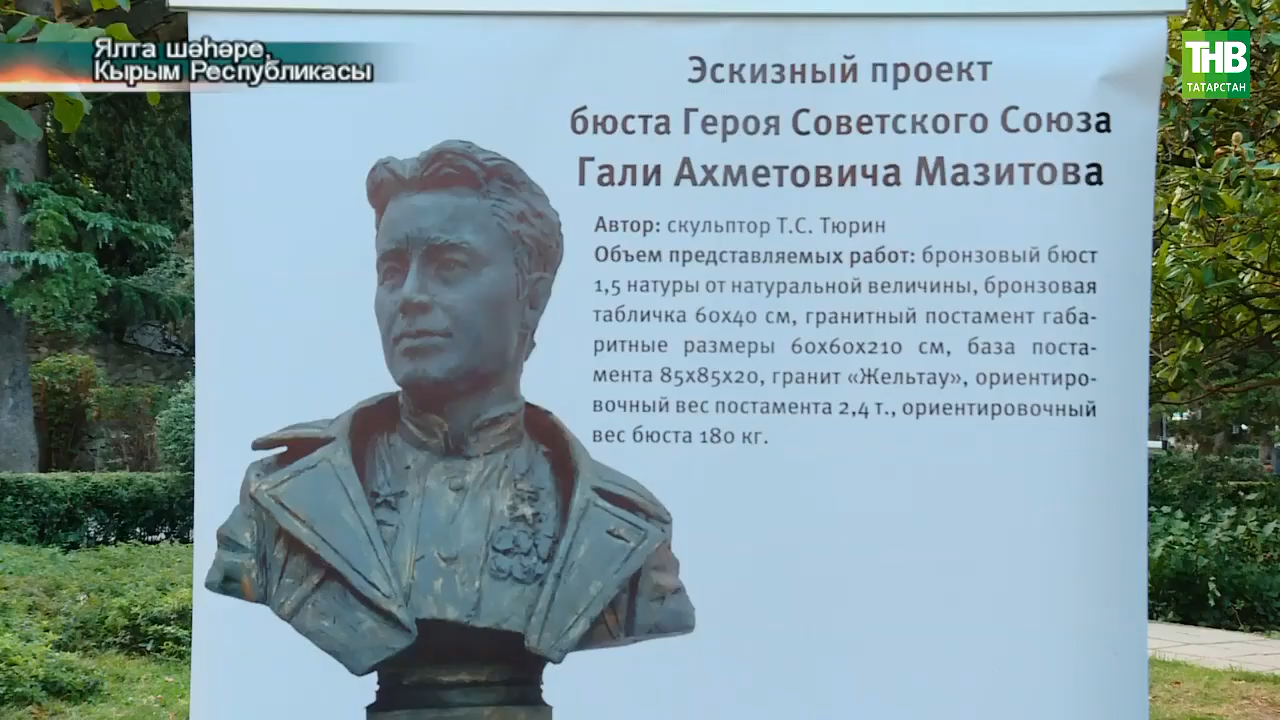 Ялта шәһәре,
Кырым Республикасы
ТНВ
ТАТАРСТАН
Эскизный проект
бюста Героя Советского Союза
Гали Ахметовича Мазитова
Автор: скульптор Т.С. Тюрин
Объем представляемых работ: бронзовый бюст
1,5 натуры от натуральной величины, бронзовая
табличка 60х40 см, гранитный постамент габа-
ритные размеры 60х60х210 см, база поста-
мента 85х85х20, гранит «Жельтау», ориентиро-
вочный вес постамента 2,4 т., ориентировочный
вес бюста 180 кг.